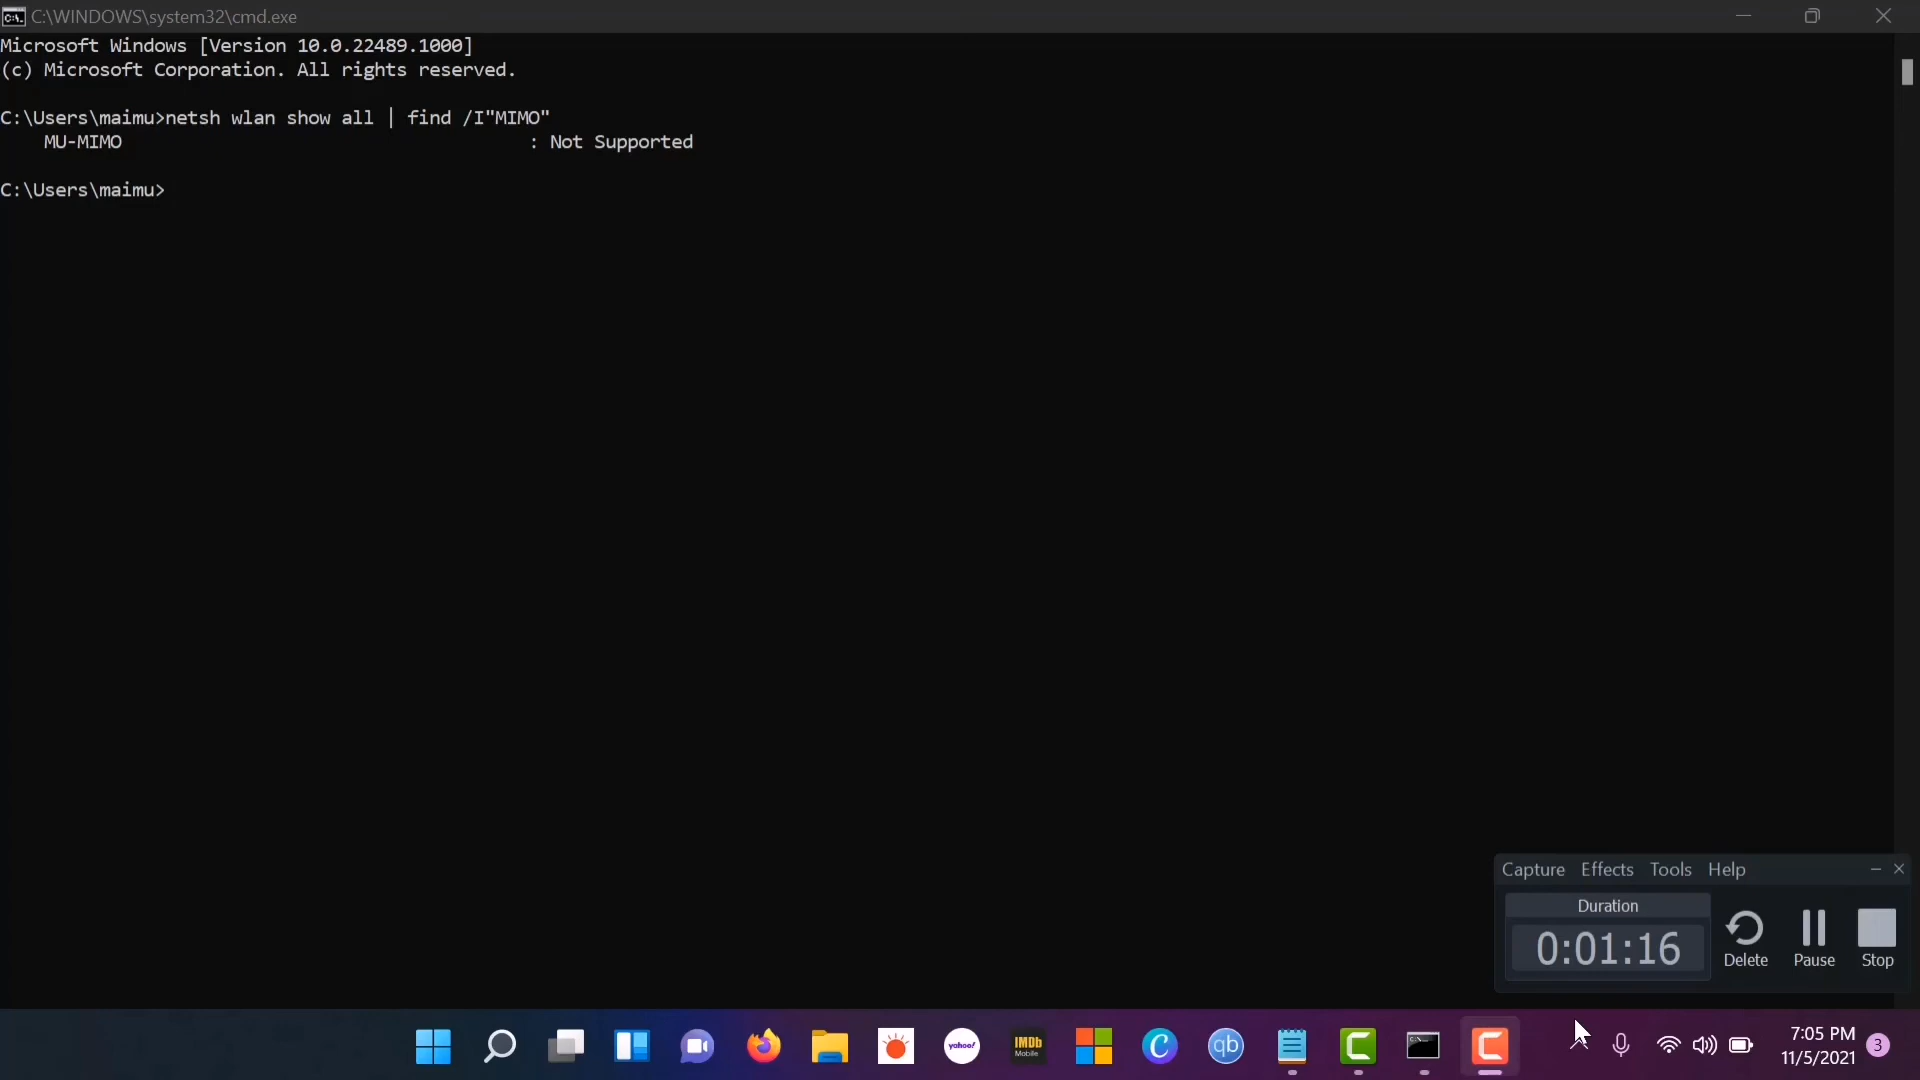 C:\WINDOWS\system32\cmd.exe
Microsoft Windows [Version 10.0.22489.1000]
(c) Microsoft Corporation. All rights reserved.
C:\Users\maimu>netsh wlan show all | find /I"MIMO"
MU-MIMO : Not Supported
C:\Users\maimu>
Capture Effects Tools Help
Duration
0:01:16
Delete Pause Stop
yahoo!
IMDb
Mobile
qb
7:05 PM
11/5/2021
3